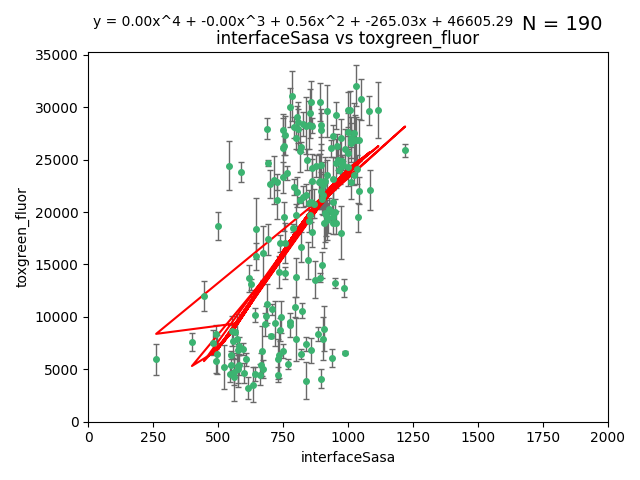 y = 0.00x^4 + -0.00x^3 + 0.56x^2 + -265.03x + 46605.29 N = 190
interfaceSasa vs toxgreen_fluor
35000
30000
25000
20000
15000
10000
5000
0
toxgreen_fluor
0 250 500 750 1000 1250 1500 1750 2000
interfaceSasa